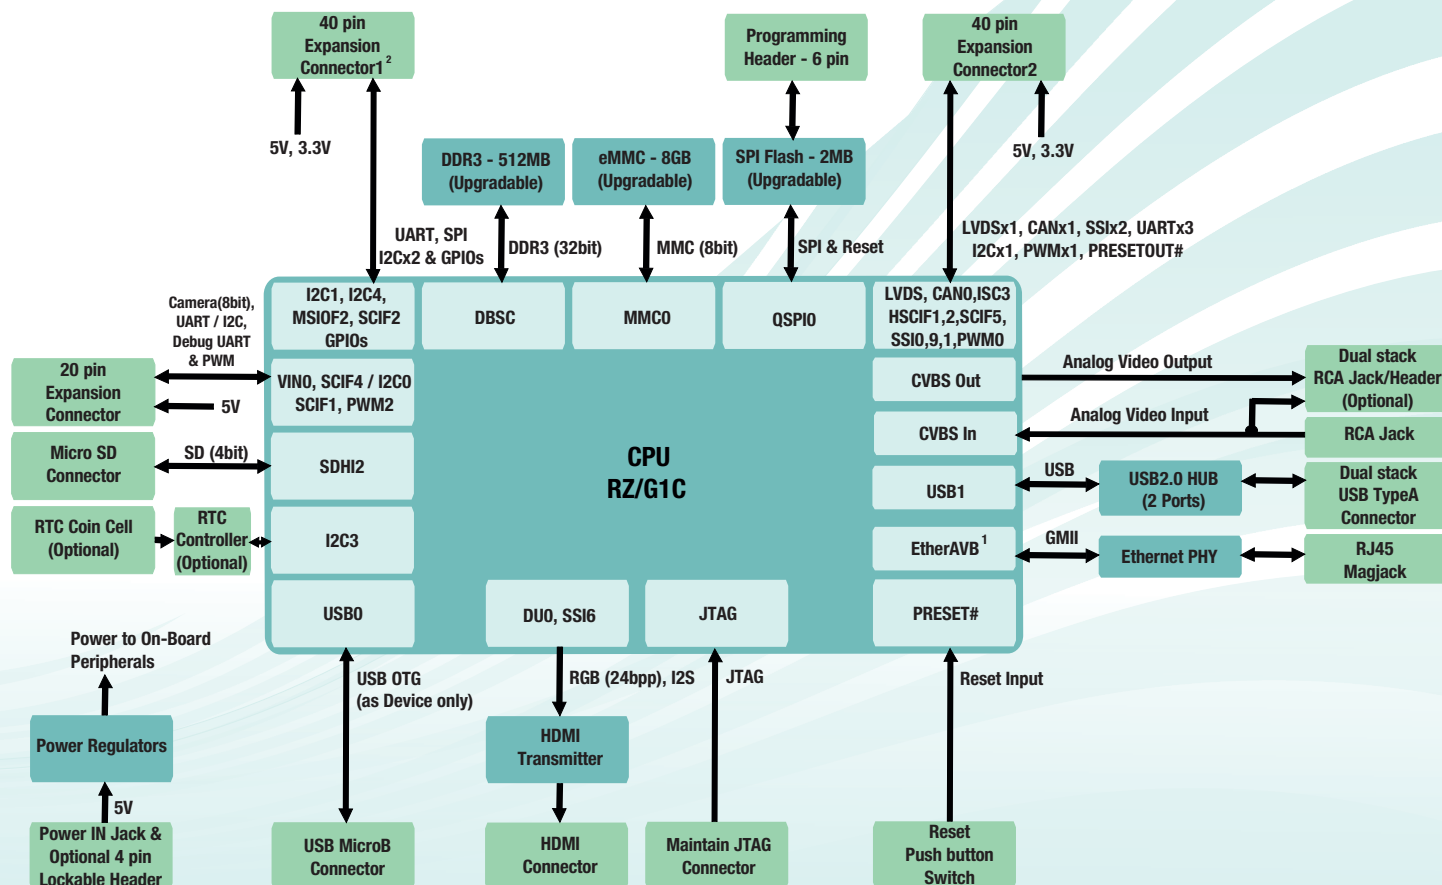 40 pin
Expansion
Connector1 2
Programming
Header - 6 pin
40 pin
Expansion
Connector2
5V, 3.3V
5V, 3.3V
DDR3 - 512MB
(Upgradable)
eMMC - 8GB
(Upgradable)
SPI Flash - 2MB
(Upgradable)
UART, SPI
I2Cx2 & GPIOs
DDR3 (32bit)
MMC (8bit)
SPI & Reset
LVDSx1, CANx1, SSIx2, UARTx3
I2Cx1, PWMx1, PRESETOUT#
I2C1, I2C4,
MSIOF2, SCIF2
GPIOs
DBSC
MMC0
QSPI0
LVDS, CAN0,ISC3
HSCIF1,2,SCIF5,
SSI0,9,1,PWM0
Camera(8bit),
UART / I2C,
Debug UART
& PWM
20 pin
Expansion
Connector
5V
VIN0, SCIF4 / I2C0
SCIF1, PWM2
CVBS Out
Analog Video Output
Dual stack
RCA Jack/Header
(Optional)
Analog Video Input
CVBS In
RCA Jack
Micro SD
Connector
SD (4bit)
SDHI2
CPU
RZ/G1C
USB1
USB
USB2.0 HUB
(2 Ports)
Dual stack
USB TypeA
Connector
RTC Coin Cell
(Optional)
RTC
Controller
(Optional)
I2C3
EtherAVB 1
GMII
Ethernet PHY
RJ45
Magjack
USB0
DU0, SSI6
JTAG
PRESET#
Power to On-Board
Peripherals
USB OTG
(as Device only)
RGB (24bpp), I2S
JTAG
Reset Input
Power Regulators
HDMI
Transmitter
5V
Power IN Jack &
Optional 4 pin
Lockable Header
USB MicroB
Connector
HDMI
Connector
Maintain JTAG
Connector
Reset
Push button
Switch